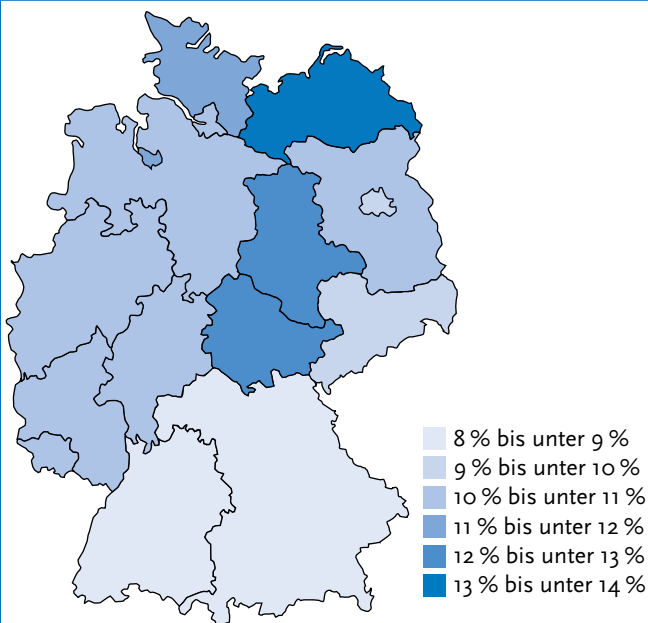 8 % bis unter 9 %
9 % bis unter 10 %
10 % bis unter 11 %
11 % bis unter 12 %
12 % bis unter 13 %
13 % bis unter 14 %